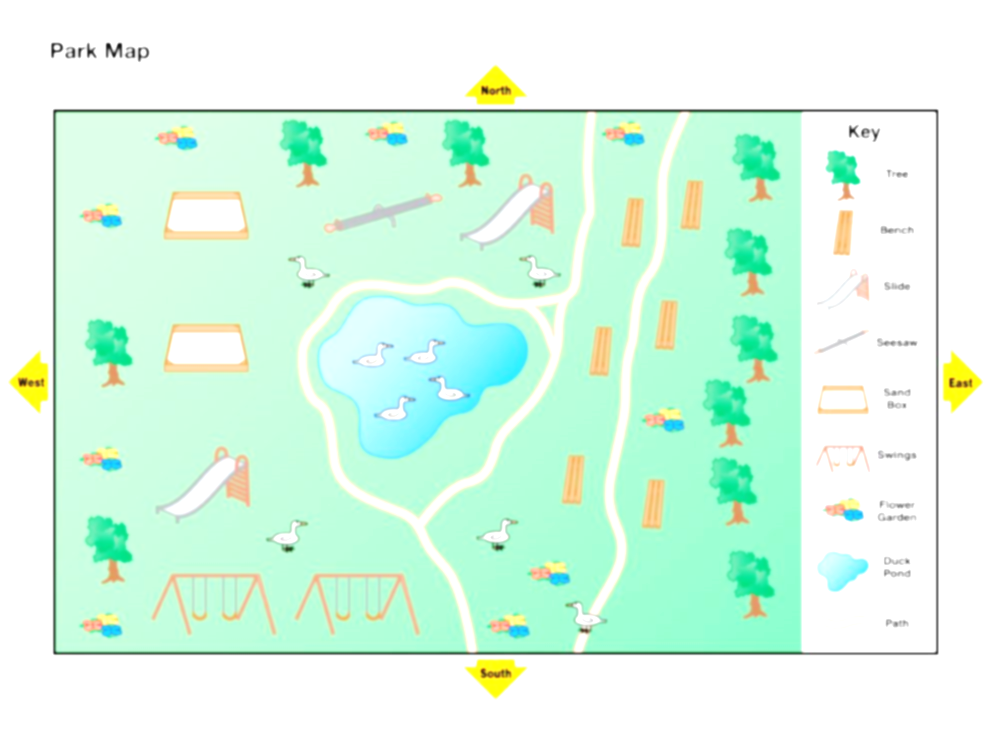 Park Map
North
Key
Tree
Bench
Slide
Seesaw
West
East
Sand
Box
Swings
Flower
Garden
Duck
Pond
Path
South